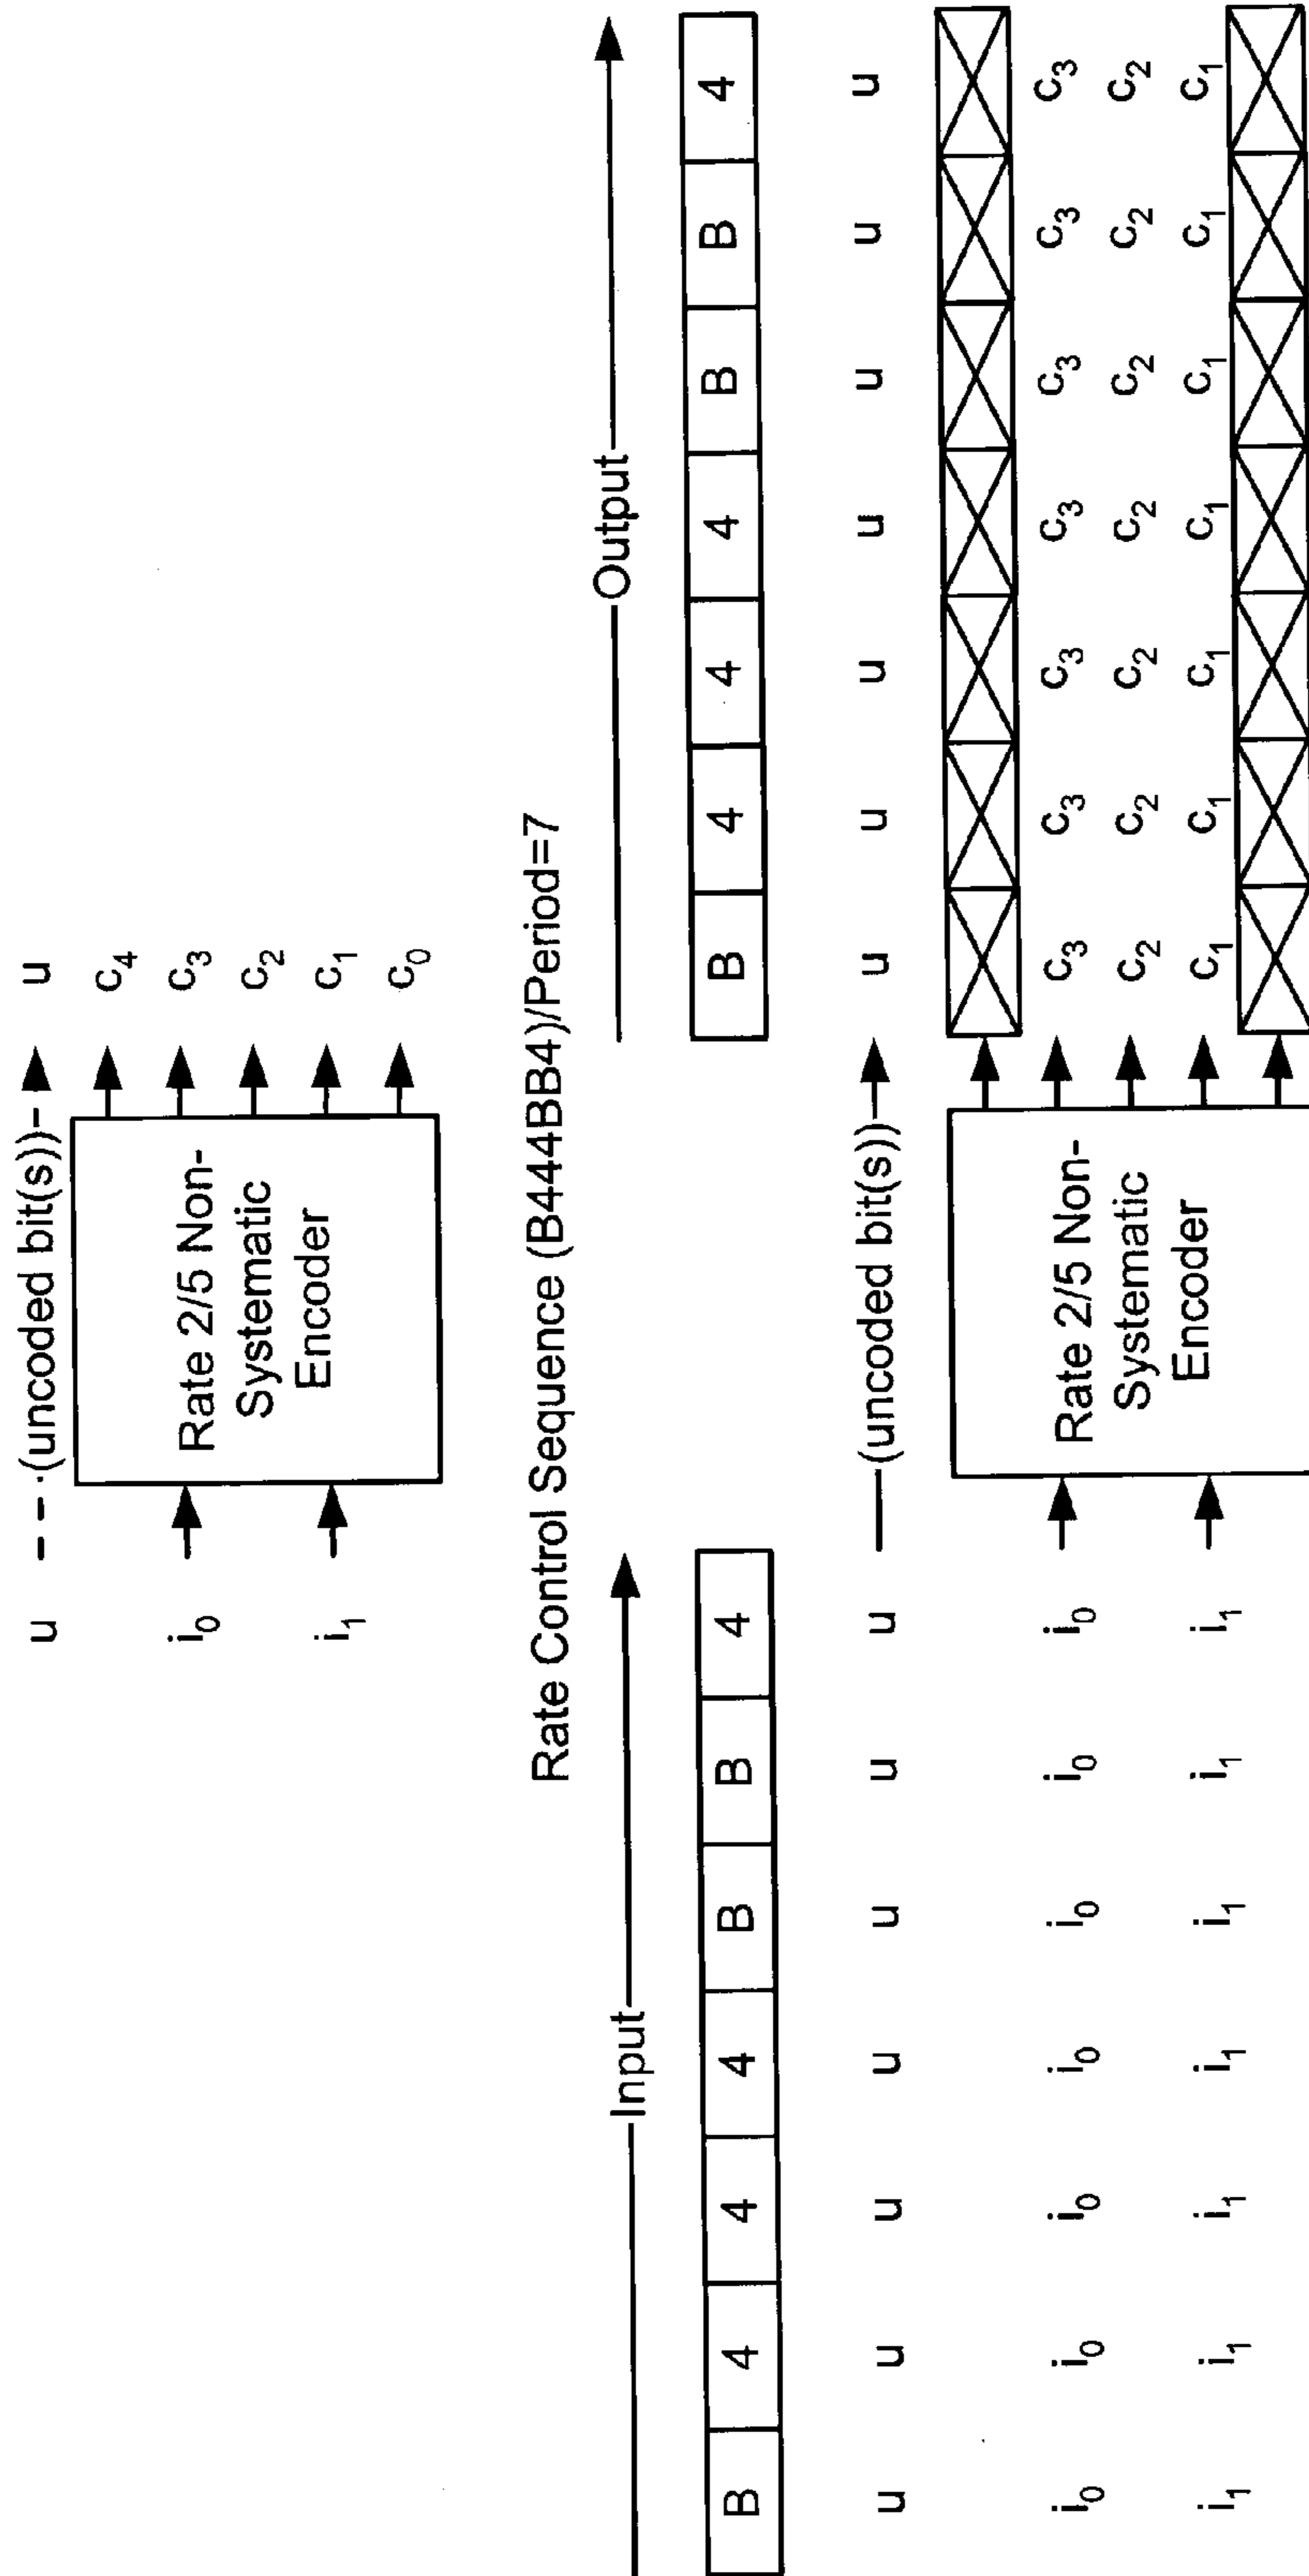 u - - -(uncoded bit(s))- u
i₀
i₁
Rate 2/5 Non-
Systematic
Encoder
c₄
c₃
c₂
c₁
c₀
Rate Control Sequence (B444BB4)/Period=7
Input
Output
B 4 4 4 B B 4
B 4 4 4 B B 4
u u u u u u u
(uncoded bit(s))
u u u u u u u
i₀ i₀ i₀ i₀ i₀ i₀ i₀
i₁ i₁ i₁ i₁ i₁ i₁ i₁
Rate 2/5 Non-
Systematic
Encoder
c₃ c₃ c₃ c₃ c₃ c₃ c₃
c₂ c₂ c₂ c₂ c₂ c₂ c₂
c₁ c₁ c₁ c₁ c₁ c₁ c₁